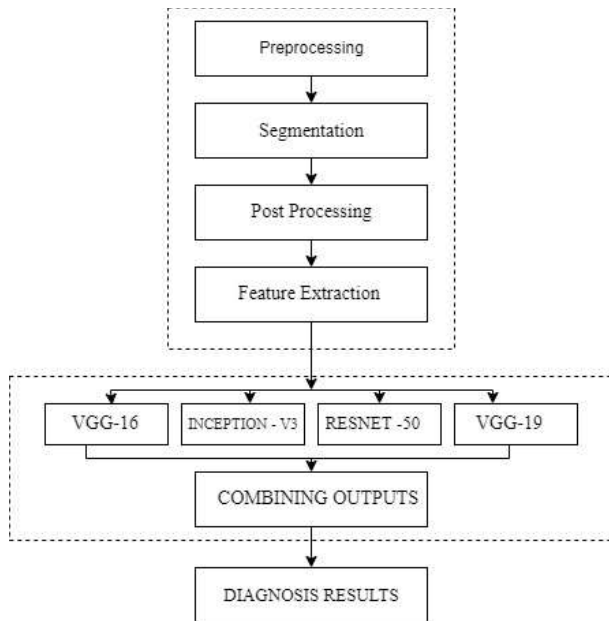 Preprocessing
Segmentation
Post Processing
Feature Extraction
VGG-16
INCEPTION - V3
RESNET -50
VGG-19
COMBINING OUTPUTS
DIAGNOSIS RESULTS